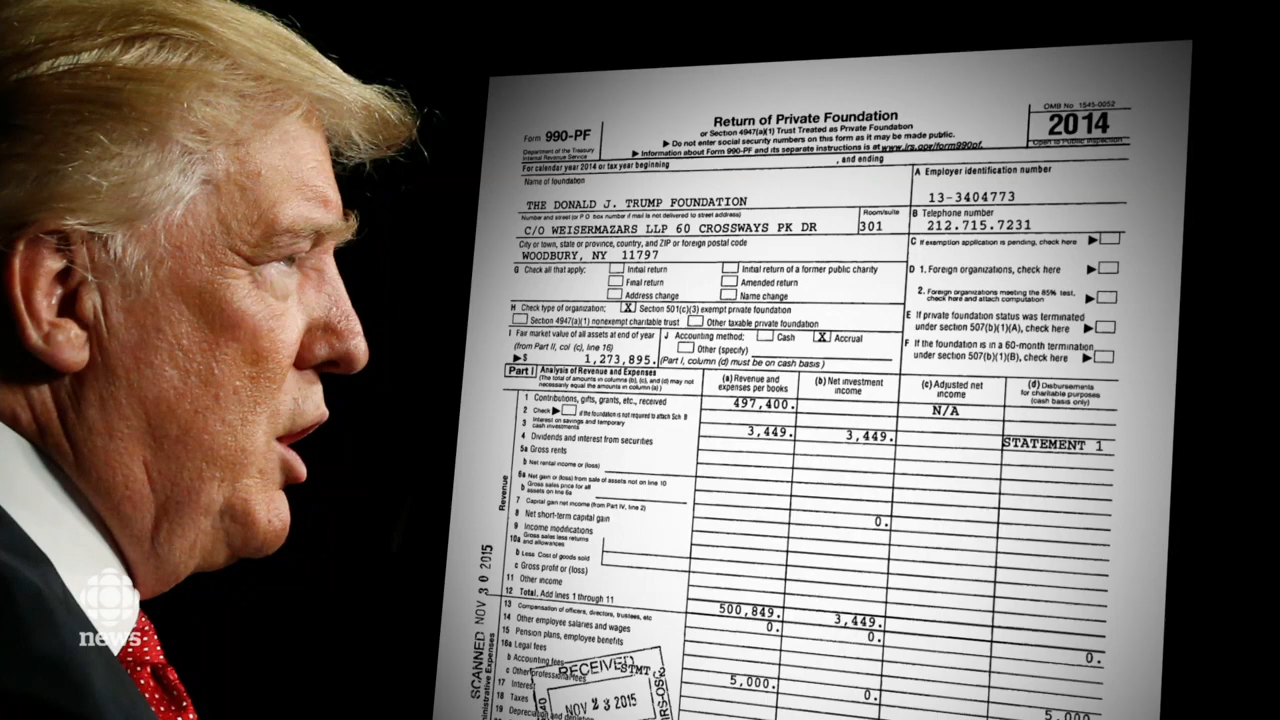 Form 990-PF
Department of the Treasury
Internal Revenue Service
Return of Private Foundation
or Section 4947(a)(1) Trust Treated as Private Foundation
▶ Do not enter social security numbers on this form as it may be made public.
▶ Information about Form 990-PF and its separate instructions is at www.irs.gov/form990pf.
OMB No 1545-0052
2014
Open to Public Inspection
For calendar year 2014 or tax year beginning , and ending
Name of foundation
THE DONALD J. TRUMP FOUNDATION
A Employer identification number
13-3404773
Number and street (or P O box number if mail is not delivered to street address)
Room/suite
C/O WEISERMAZARS LLP 60 CROSSWAYS PK DR
301
B Telephone number
212.715.7231
City or town, state or province, country, and ZIP or foreign postal code
WOODBURY, NY 11797
C If exemption application is pending, check here ▶
G Check all that apply: Initial return Initial return of a former public charity
Final return Amended return
Address change Name change
D 1. Foreign organizations, check here ▶
2. Foreign organizations meeting the 85% test, check here and attach computation ▶
H Check type of organization: X Section 501(c)(3) exempt private foundation
Section 4947(a)(1) nonexempt charitable trust Other taxable private foundation
E If private foundation status was terminated
under section 507(b)(1)(A), check here ▶
I Fair market value of all assets at end of year
(from Part II, col (c), line 16)
▶$ 1,273,895.
J Accounting method: Cash X Accrual
Other (specify)
(Part I, column (d) must be on cash basis)
F If the foundation is in a 60-month termination
under section 507(b)(1)(B), check here ▶
Part I Analysis of Revenue and Expenses
(The total of amounts in columns (b), (c), and (d) may not
necessarily equal the amounts in column (a))
(a) Revenue and
expenses per books
(b) Net investment
income
(c) Adjusted net
income
(d) Disbursements
for charitable purposes
(cash basis only)
1 Contributions, gifts, grants, etc., received 497,400. N/A
2 Check ▶ if the foundation is not required to attach Sch B
3 Interest on savings and temporary
cash investments 3,449. 3,449. STATEMENT 1
4 Dividends and interest from securities
5a Gross rents
b Net rental income or (loss)
6a Net gain or (loss) from sale of assets not on line 10
b Gross sales price for all
assets on line 6a
7 Capital gain net income (from Part IV, line 2) 0.
8 Net short-term capital gain
9 Income modifications
10a Gross sales less returns
and allowances
b Less Cost of goods sold
c Gross profit or (loss)
11 Other income
12 Total. Add lines 1 through 11 500,849. 3,449.
13 Compensation of officers, directors, trustees, etc 0. 0. 0.
14 Other employee salaries and wages
15 Pension plans, employee benefits
16a Legal fees
b Accounting fees STMT 2 5,000. 0. 5,000
c Other professional fees
17 Interest
18 Taxes
19 Depreciation and depletion
Revenue
SCANNED NOV 30 2015
RECEIVED
NOV 23 2015
IRS-OSC
news